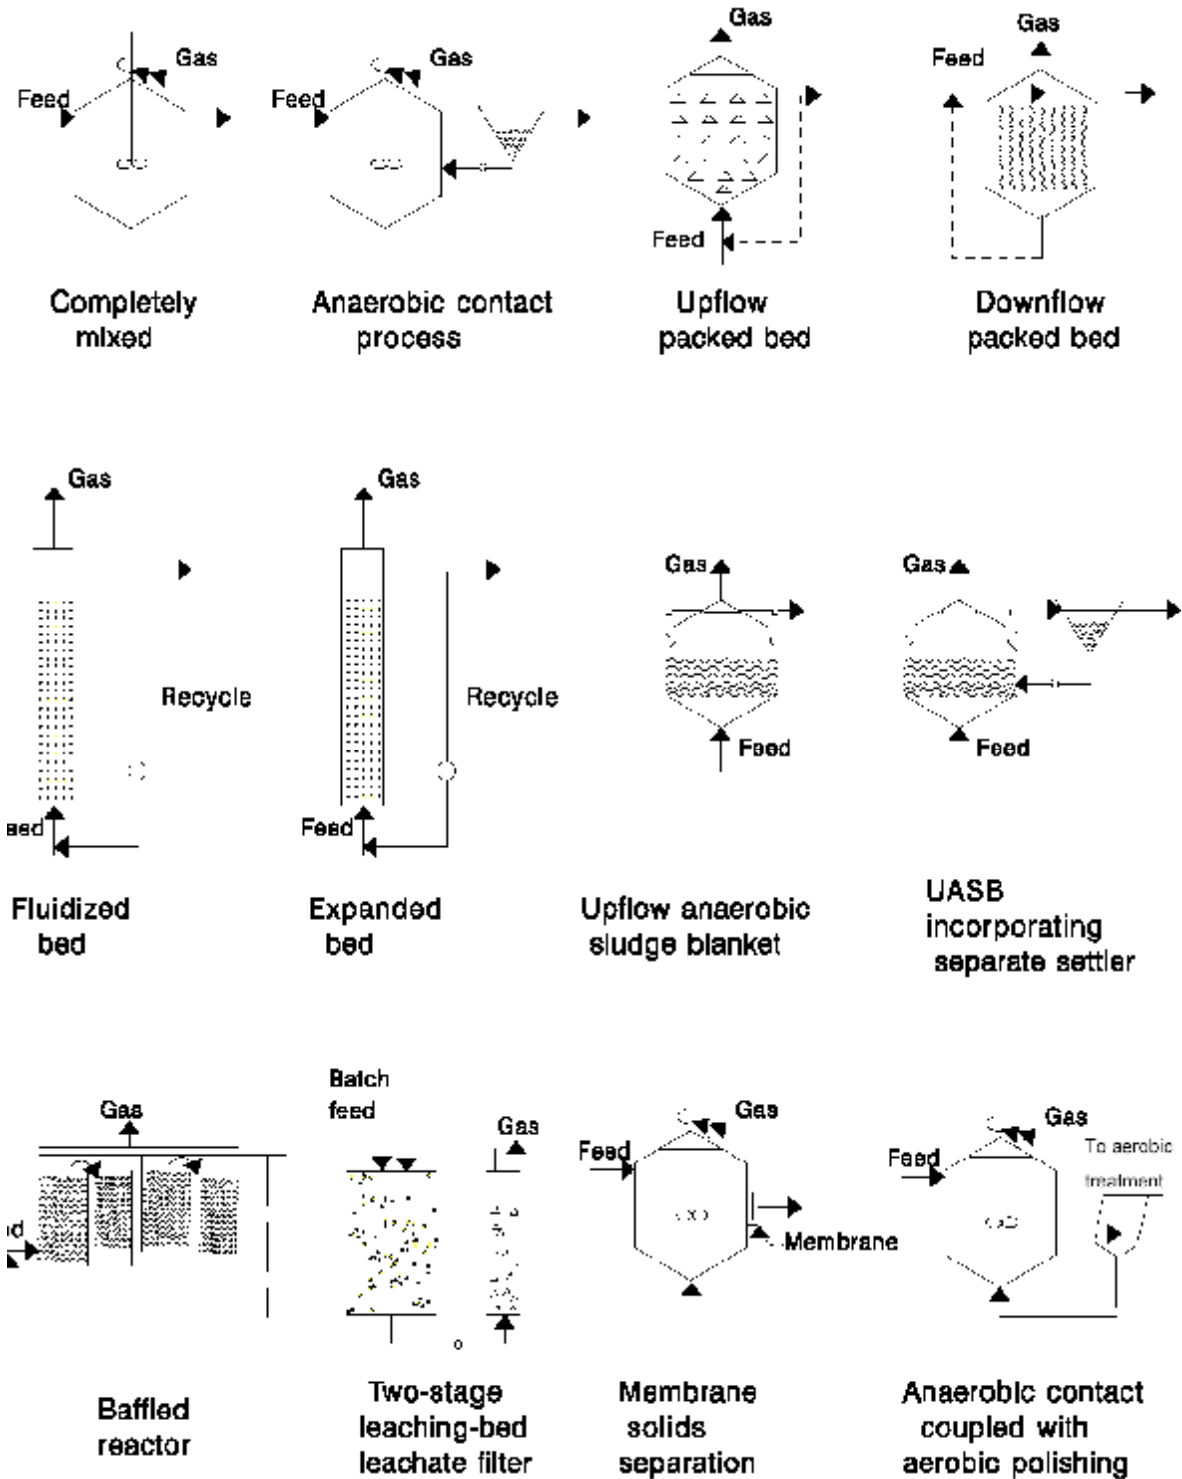 Gas
Feed
Completely
mixed
Gas
Feed
Anaerobic contact
process
Gas
Feed
Upflow
packed bed
Gas
Feed
Downflow
packed bed
Gas
Recycle
eed
Fluidized
bed
Gas
Recycle
Feed
Expanded
bed
Gas
Feed
Upflow anaerobic
sludge blanket
Gas
Feed
UASB
incorporating
separate settler
Gas
d
Baffled
reactor
Batch
feed
Gas
Two-stage
leaching-bed
leachate filter
Gas
Feed
Membrane
Membrane
solids
separation
Gas
Feed
To aerobic
treatment
Anaerobic contact
coupled with
aerobic polishing